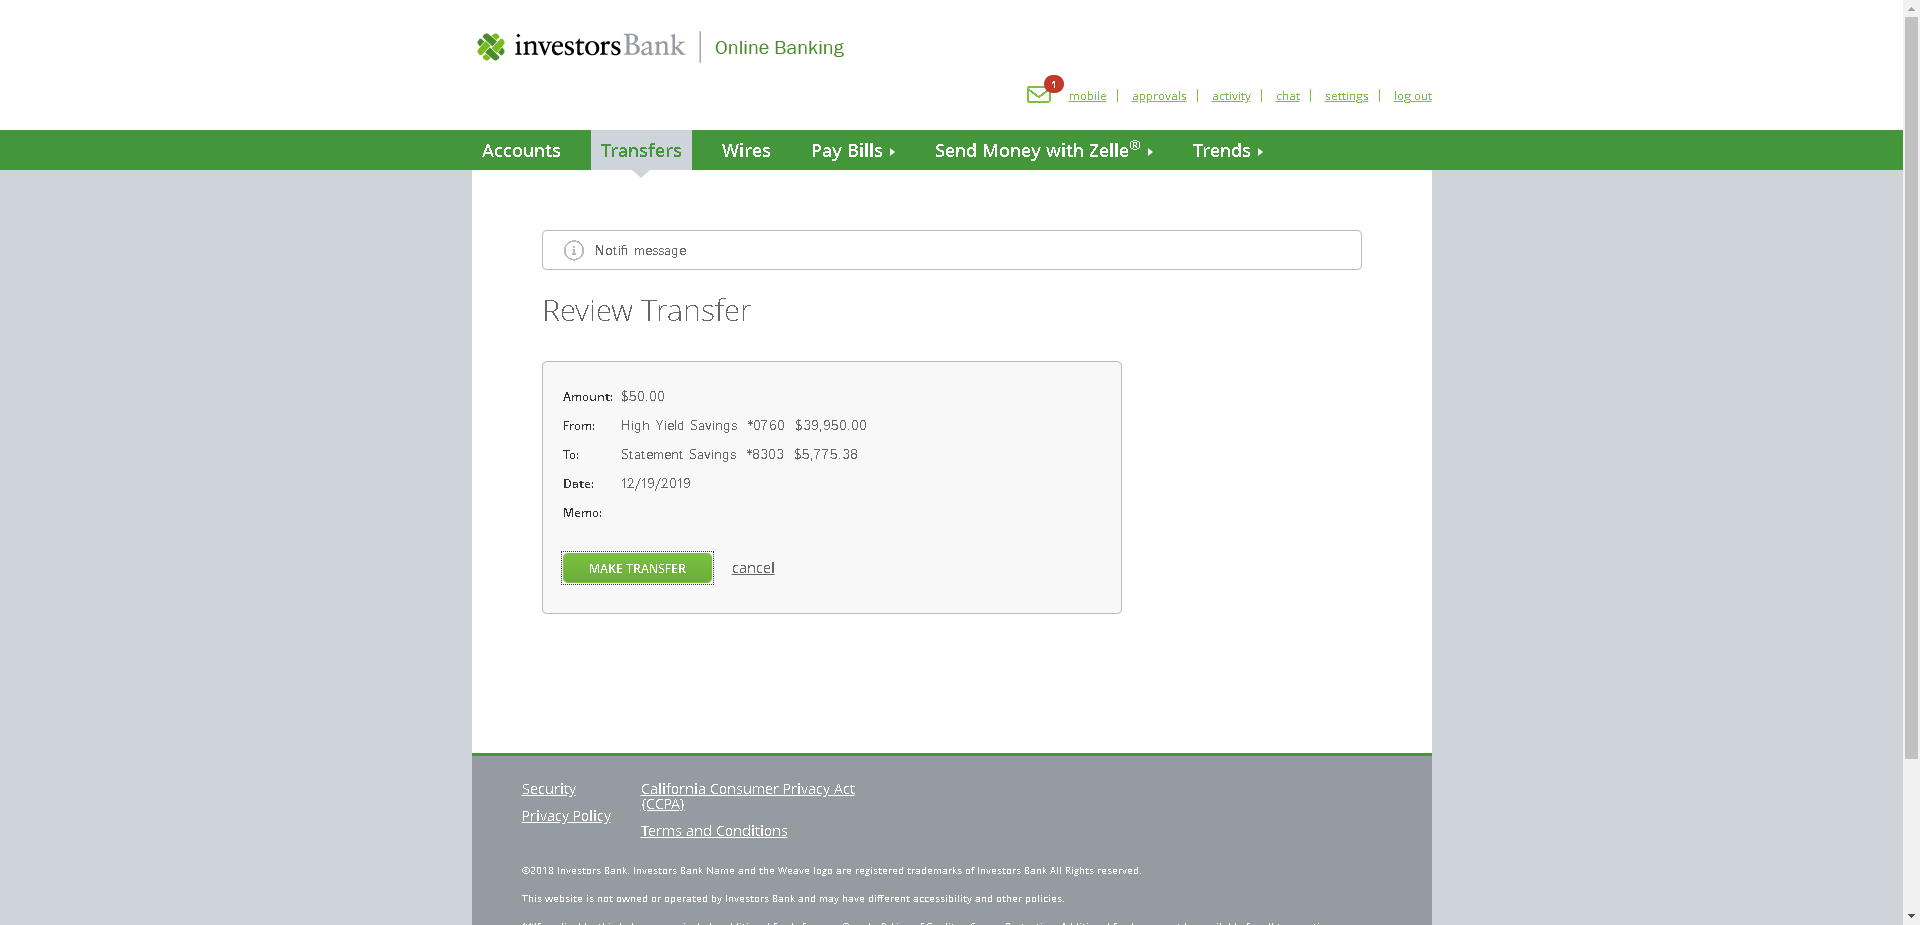 investorsBank Online Banking
1
mobile approvals activity chat settings log out
Accounts Transfers Wires Pay Bills Send Money with Zelle® Trends
Notifi message
Review Transfer
Amount: $50.00
From: High Yield Savings *0760 $39,950.00
To: Statement Savings *8303 $5,775.38
Date: 12/19/2019
Memo:
MAKE TRANSFER cancel
Security
Privacy Policy
California Consumer Privacy Act
(CCPA)
Terms and Conditions
©2018 Investors Bank. Investors Bank Name and the Weave logo are registered trademarks of Investors Bank All Rights reserved.
This website is not owned or operated by Investors Bank and may have different accessibility and other policies.